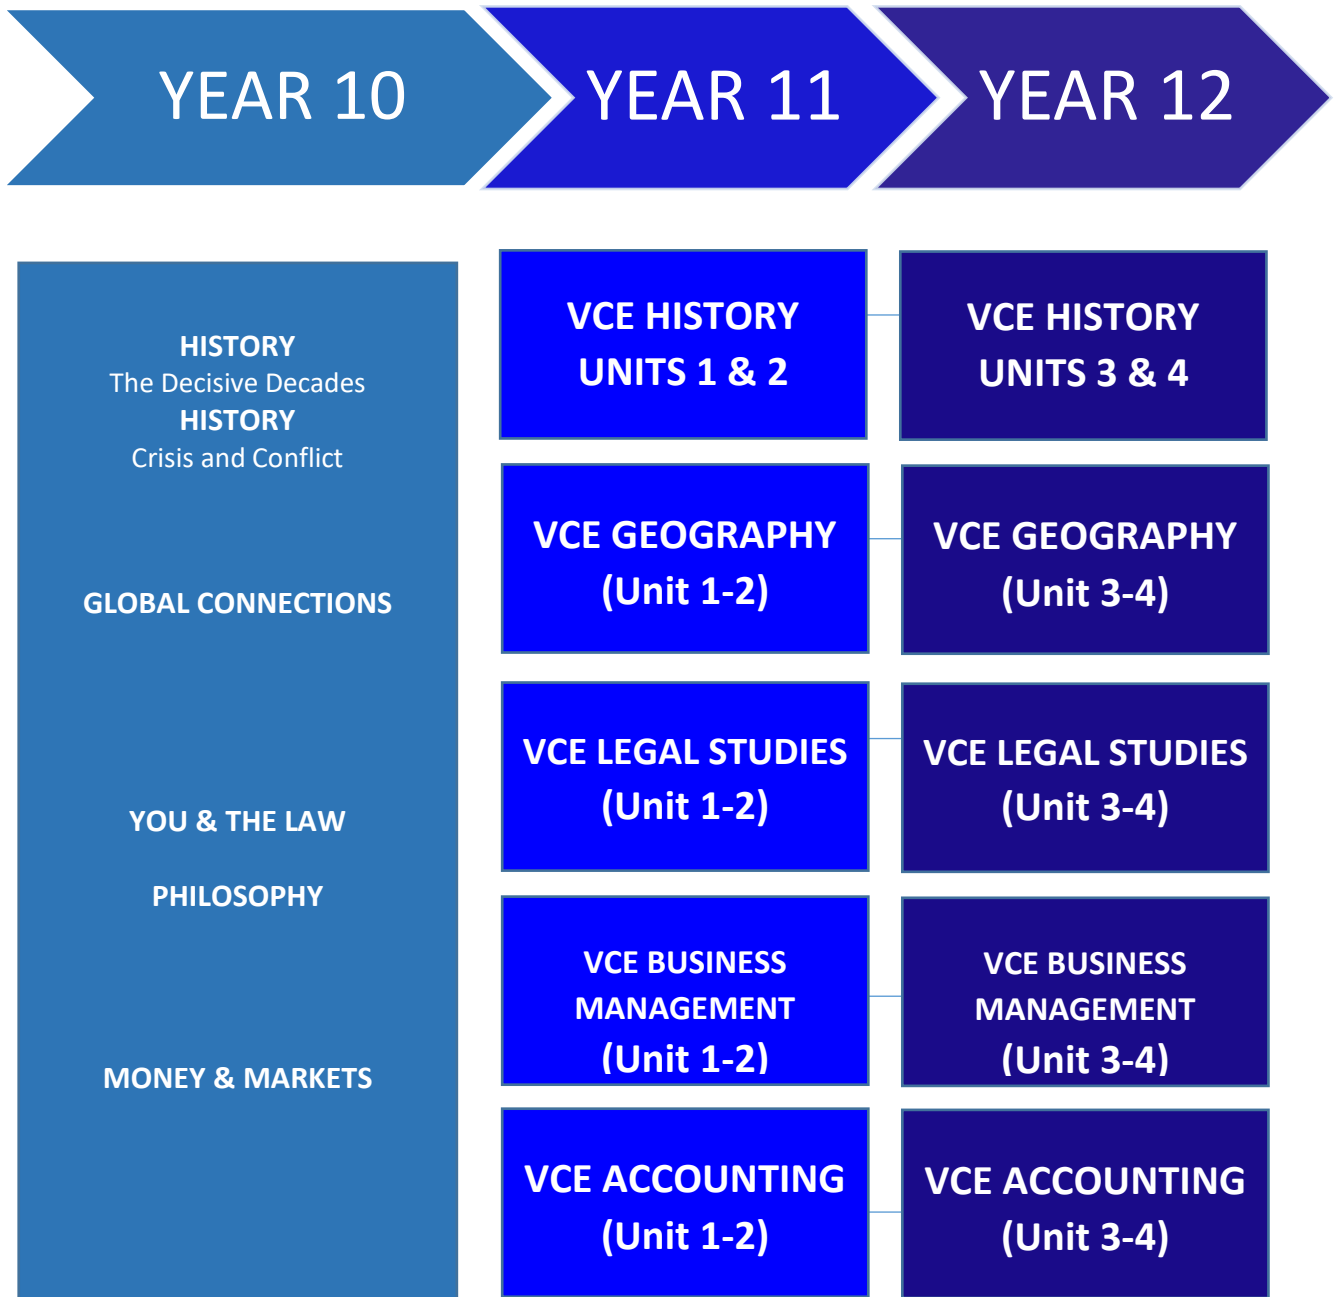 YEAR 10
YEAR 11
YEAR 12
HISTORY
The Decisive Decades
HISTORY
Crisis and Conflict
GLOBAL CONNECTIONS
YOU & THE LAW
PHILOSOPHY
MONEY & MARKETS
VCE HISTORY
UNITS 1 & 2
VCE HISTORY
UNITS 3 & 4
VCE GEOGRAPHY
(Unit 1-2)
VCE GEOGRAPHY
(Unit 3-4)
VCE LEGAL STUDIES
(Unit 1-2)
VCE LEGAL STUDIES
(Unit 3-4)
VCE BUSINESS
MANAGEMENT
(Unit 1-2)
VCE BUSINESS
MANAGEMENT
(Unit 3-4)
VCE ACCOUNTING
(Unit 1-2)
VCE ACCOUNTING
(Unit 3-4)